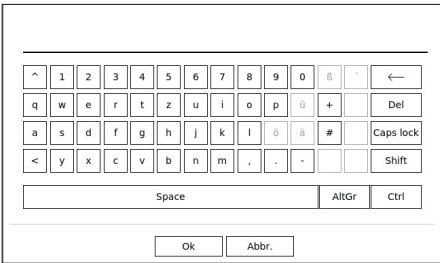 ^ 1 2 3 4 5 6 7 8 9 0 ß ´ ←
q w e r t z u i o p ü + Del
a s d f g h j k l ö ä # Caps lock
< y x c v b n m , . - Shift
Space AltGr Ctrl
Ok Abbr.